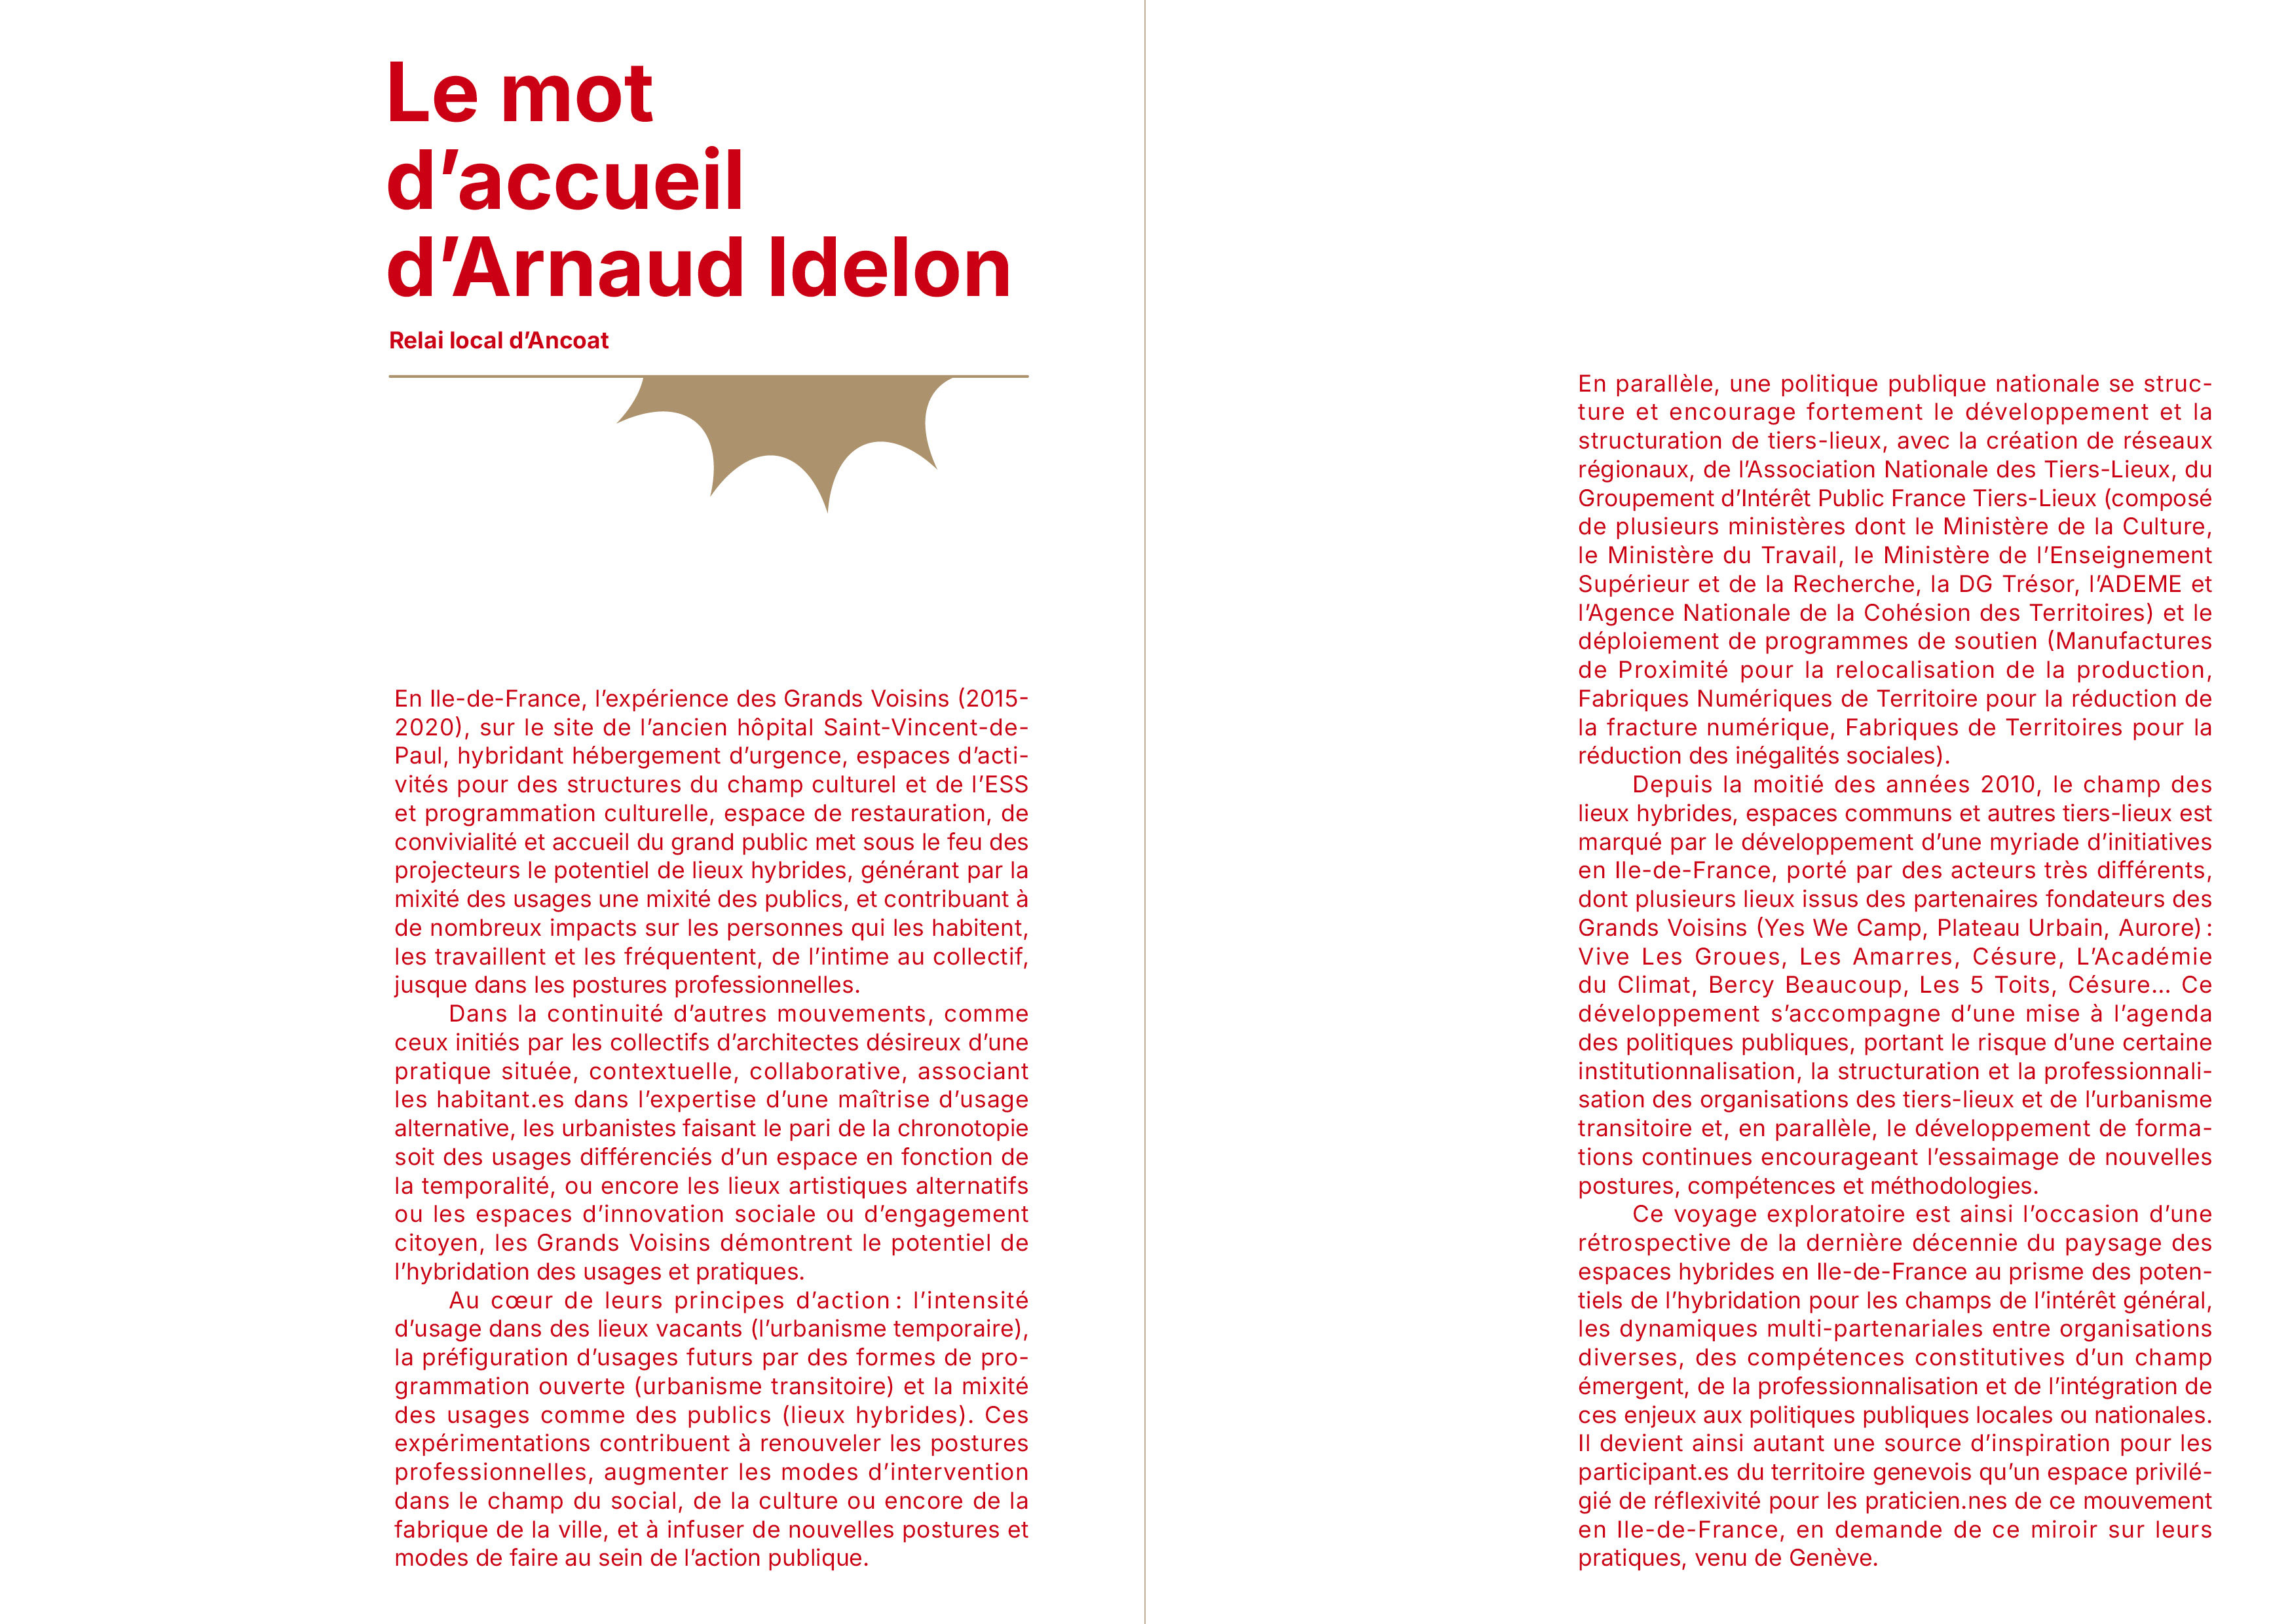 Le mot
d’accueil
d’Arnaud Idelon
Relai local d’Ancoat
En Ile-de-France, l’expérience des Grands Voisins (2015-
2020), sur le site de l’ancien hôpital Saint-Vincent-de-
Paul, hybridant hébergement d’urgence, espaces d’acti-
vités pour des structures du champ culturel et de l’ESS
et programmation culturelle, espace de restauration, de
convivialité et accueil du grand public met sous le feu des
projecteurs le potentiel de lieux hybrides, générant par la
mixité des usages une mixité des publics, et contribuant à
de nombreux impacts sur les personnes qui les habitent,
les travaillent et les fréquentent, de l’intime au collectif,
jusque dans les postures professionnelles.
Dans la continuité d’autres mouvements, comme
ceux initiés par les collectifs d’architectes désireux d’une
pratique située, contextuelle, collaborative, associant
les habitant.es dans l’expertise d’une maîtrise d’usage
alternative, les urbanistes faisant le pari de la chronotopie
soit des usages différenciés d’un espace en fonction de
la temporalité, ou encore les lieux artistiques alternatifs
ou les espaces d’innovation sociale ou d’engagement
citoyen, les Grands Voisins démontrent le potentiel de
l’hybridation des usages et pratiques.
Au cœur de leurs principes d’action : l’intensité
d’usage dans des lieux vacants (l’urbanisme temporaire),
la préfiguration d’usages futurs par des formes de pro-
grammation ouverte (urbanisme transitoire) et la mixité
des usages comme des publics (lieux hybrides). Ces
expérimentations contribuent à renouveler les postures
professionnelles, augmenter les modes d’intervention
dans le champ du social, de la culture ou encore de la
fabrique de la ville, et à infuser de nouvelles postures et
modes de faire au sein de l’action publique.
En parallèle, une politique publique nationale se struc-
ture et encourage fortement le développement et la
structuration de tiers-lieux, avec la création de réseaux
régionaux, de l’Association Nationale des Tiers-Lieux, du
Groupement d’Intérêt Public France Tiers-Lieux (composé
de plusieurs ministères dont le Ministère de la Culture,
le Ministère du Travail, le Ministère de l’Enseignement
Supérieur et de la Recherche, la DG Trésor, l’ADEME et
l’Agence Nationale de la Cohésion des Territoires) et le
déploiement de programmes de soutien (Manufactures
de Proximité pour la relocalisation de la production,
Fabriques Numériques de Territoire pour la réduction de
la fracture numérique, Fabriques de Territoires pour la
réduction des inégalités sociales).
Depuis la moitié des années 2010, le champ des
lieux hybrides, espaces communs et autres tiers-lieux est
marqué par le développement d’une myriade d’initiatives
en Ile-de-France, porté par des acteurs très différents,
dont plusieurs lieux issus des partenaires fondateurs des
Grands Voisins (Yes We Camp, Plateau Urbain, Aurore) :
Vive Les Groues, Les Amarres, Césure, L’Académie
du Climat, Bercy Beaucoup, Les 5 Toits, Césure... Ce
développement s’accompagne d’une mise à l’agenda
des politiques publiques, portant le risque d’une certaine
institutionnalisation, la structuration et la professionnali-
sation des organisations des tiers-lieux et de l’urbanisme
transitoire et, en parallèle, le développement de forma-
tions continues encourageant l’essaimage de nouvelles
postures, compétences et méthodologies.
Ce voyage exploratoire est ainsi l’occasion d’une
rétrospective de la dernière décennie du paysage des
espaces hybrides en Ile-de-France au prisme des poten-
tiels de l’hybridation pour les champs de l’intérêt général,
les dynamiques multi-partenariales entre organisations
diverses, des compétences constitutives d’un champ
émergent, de la professionnalisation et de l’intégration de
ces enjeux aux politiques publiques locales ou nationales.
Il devient ainsi autant une source d’inspiration pour les
participant.es du territoire genevois qu’un espace privilé-
gié de réflexivité pour les praticien.nes de ce mouvement
en Ile-de-France, en demande de ce miroir sur leurs
pratiques, venu de Genève.